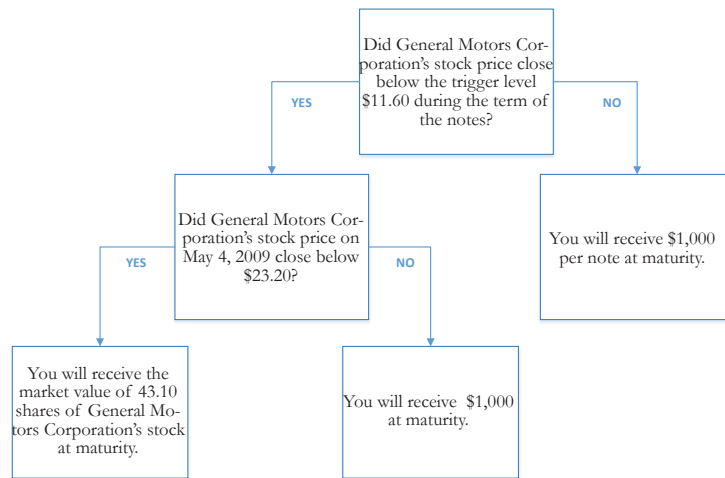 Did General Motors Cor-
poration's stock price close
below the trigger level
$11.60 during the term of
the notes?
YES
NO
Did General Motors Cor-
poration's stock price on
May 4, 2009 close below
$23.20?
You will receive $1,000
per note at maturity.
YES
NO
You will receive the
market value of 43.10
shares of General Mo-
tors Corporation's stock
at maturity.
You will receive $1,000
at maturity.